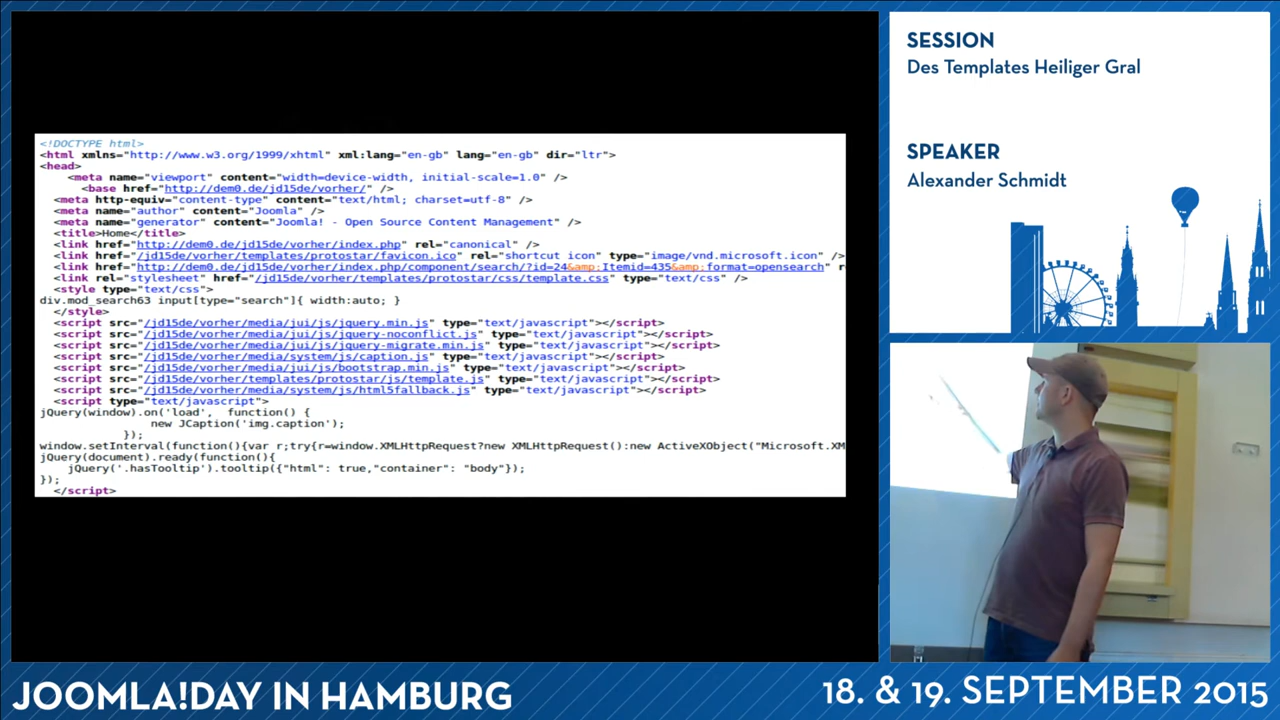 <!DOCTYPE html>
<html xmlns="http://www.w3.org/1999/xhtml" xml:lang="en-gb" lang="en-gb" dir="ltr">
<head>
<meta name="viewport" content="width=device-width, initial-scale=1.0" />
<base href="http://dem0.de/jd15de/vorher/" />
<meta http-equiv="content-type" content="text/html; charset=utf-8" />
<meta name="author" content="Joomla" />
<meta name="generator" content="Joomla! - Open Source Content Management" />
<title>Home</title>
<link href="http://dem0.de/jd15de/vorher/index.php" rel="canonical" />
<link href="/jd15de/vorher/templates/protostar/favicon.ico" rel="shortcut icon" type="image/vnd.microsoft.icon" />
<link href="http://dem0.de/jd15de/vorher/index.php/component/search/?id=24&amp;Itemid=435&amp;format=opensearch"
<link rel="stylesheet" href="/jd15de/vorher/templates/protostar/css/template.css" type="text/css" />
<style type="text/css">
div.mod_search63 input[type="search"]{ width:auto; }
</style>
<script src="/jd15de/vorher/media/jui/js/jquery.min.js" type="text/javascript"></script>
<script src="/jd15de/vorher/media/jui/js/jquery-noconflict.js" type="text/javascript"></script>
<script src="/jd15de/vorher/media/jui/js/jquery-migrate.min.js" type="text/javascript"></script>
<script src="/jd15de/vorher/media/system/js/caption.js" type="text/javascript"></script>
<script src="/jd15de/vorher/media/jui/js/bootstrap.min.js" type="text/javascript"></script>
<script src="/jd15de/vorher/templates/protostar/js/template.js" type="text/javascript"></script>
<script src="/jd15de/vorher/media/system/js/html5fallback.js" type="text/javascript"></script>
<script type="text/javascript">
jQuery(window).on('load', function() {
new JCaption('img.caption');
});
window.setInterval(function(){var r;try{r=window.XMLHttpRequest?new XMLHttpRequest():new ActiveXObject("Microsoft.XM
jQuery(document).ready(function(){
jQuery('.hasTooltip').tooltip({"html": true,"container": "body"});
});
</script>
SESSION
Des Templates Heiliger Gral
SPEAKER
Alexander Schmidt
JOOMLA!DAY IN HAMBURG
18. & 19. SEPTEMBER 2015